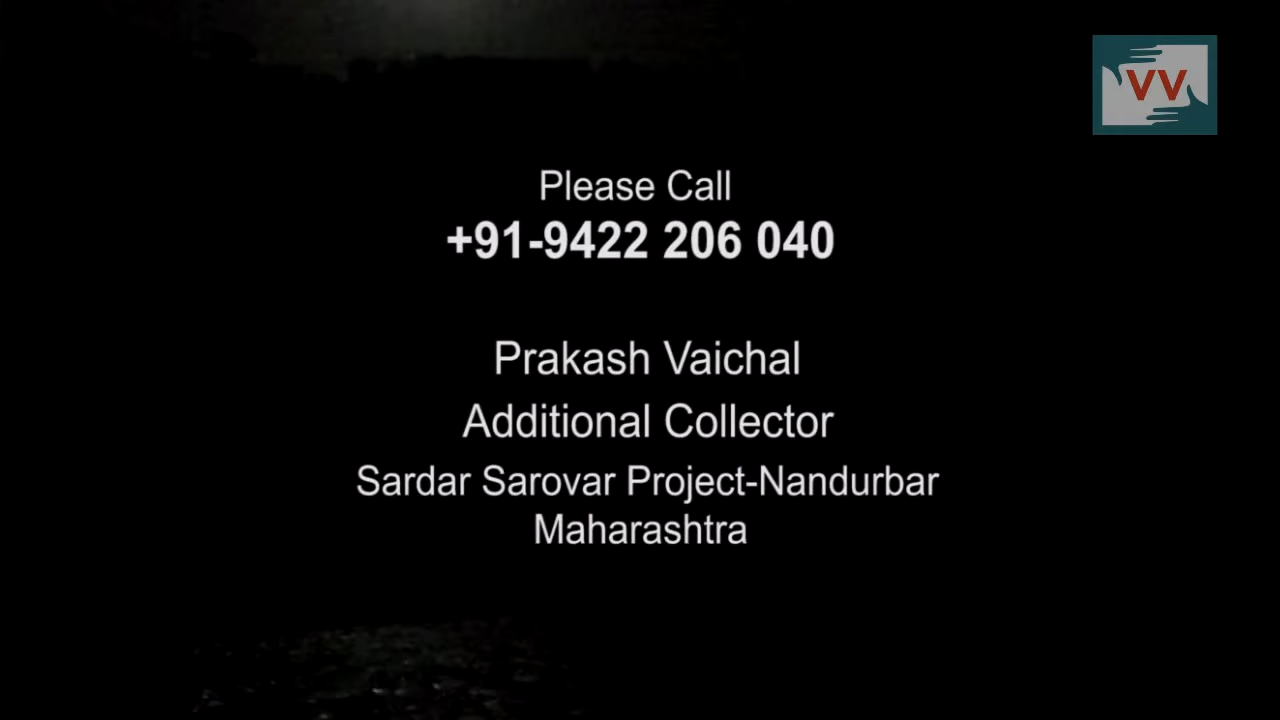 VV
Please Call
+91-9422 206 040
Prakash Vaichal
Additional Collector
Sardar Sarovar Project-Nandurbar
Maharashtra